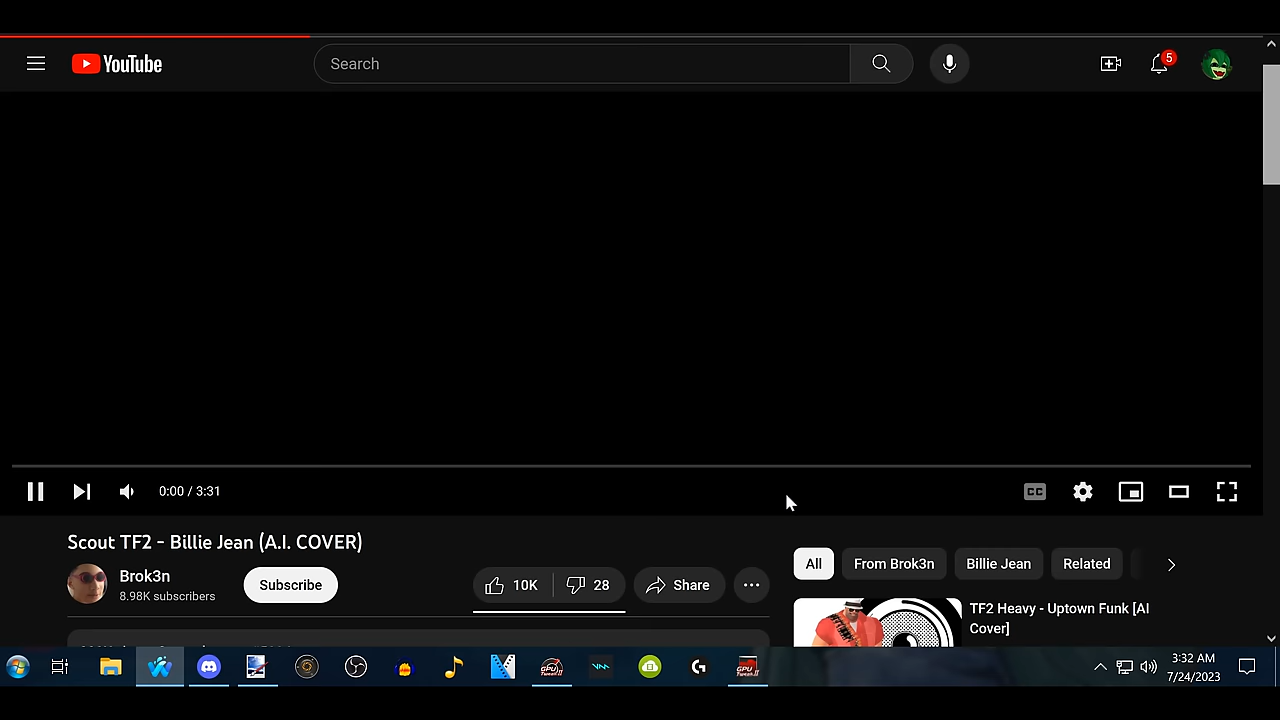 YouTube
Search
5
0:00 / 3:31
CC
Scout TF2 - Billie Jean (A.I. COVER)
Brok3n
8.98K subscribers
Subscribe
10K
28
Share
All
From Brok3n
Billie Jean
Related
TF2 Heavy - Uptown Funk [AI
Cover]
3:32 AM
7/24/2023